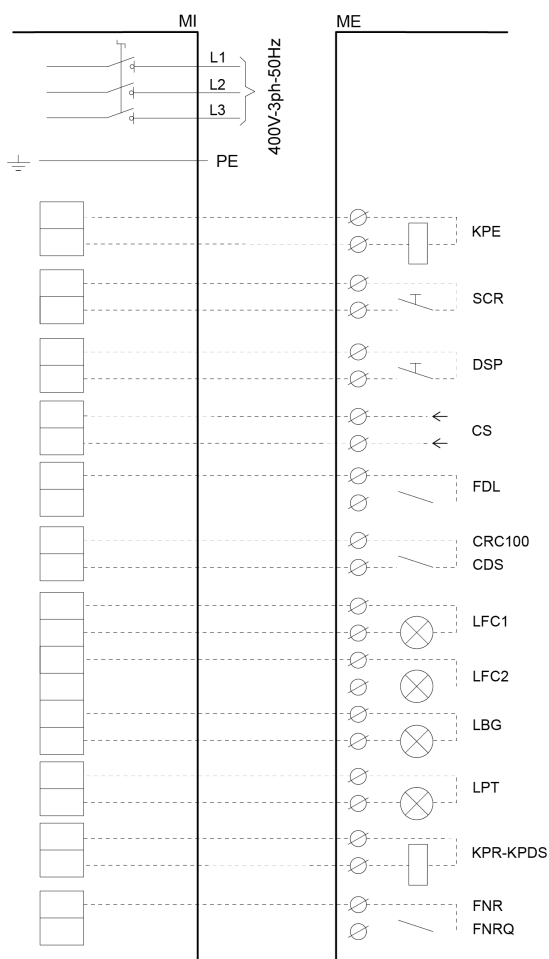 MI
ME
L1
L2
L3
400V-3ph-50Hz
PE
KPE
SCR
DSP
CS
FDL
CRC100
CDS
LFC1
LFC2
LBG
LPT
KPR-KPDS
FNR
FNRQ